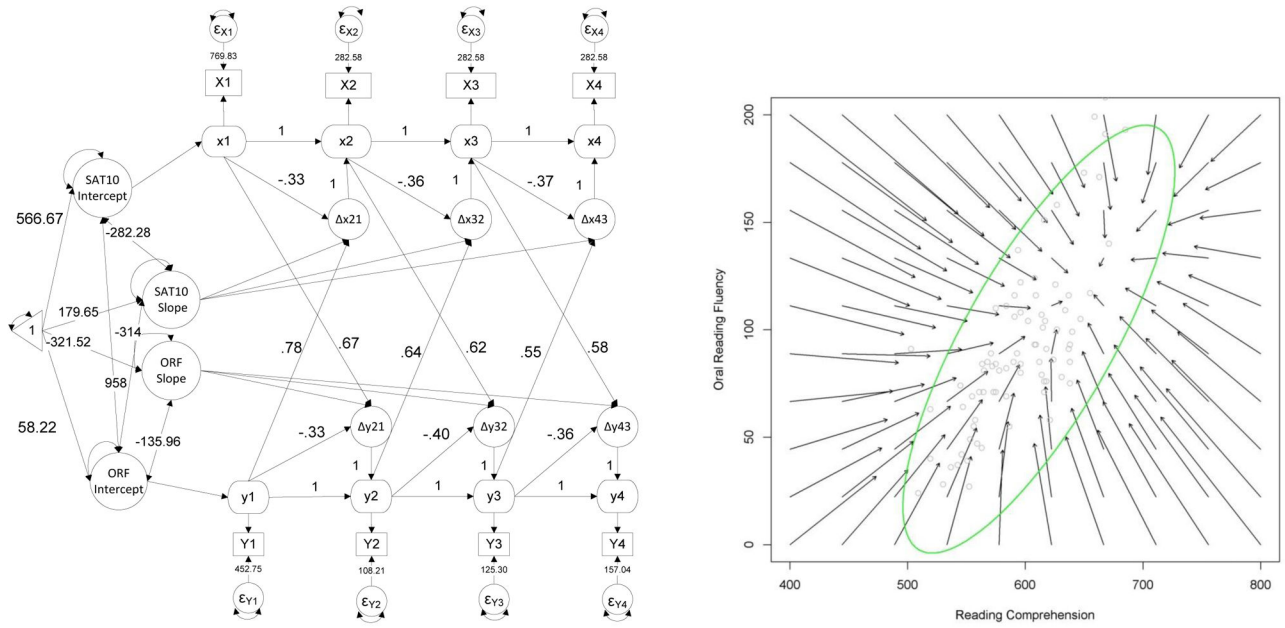 εX1 εX2 εX3 εX4
769.83 282.58 282.58 282.58
X1 X2 X3 X4
x1 1 x2 1 x3 1 x4
SAT10
Intercept
-.33 1 -.36 1 -.37 1
566.67
Δx21 Δx32 Δx43
-282.28
SAT10
Slope
179.65
1
-314
-321.52
ORF
Slope
.78 .67 .64 .62 .55 .58
958
58.22
-135.96
Δy21 Δy32 Δy43
-.33 -.40 -.36
1 1 1
ORF
Intercept
y1 1 y2 1 y3 1 y4
Y1 Y2 Y3 Y4
452.75 108.21 125.30 157.04
εY1 εY2 εY3 εY4
Oral Reading Fluency
200
150
100
50
0
400 500 600 700 800
Reading Comprehension